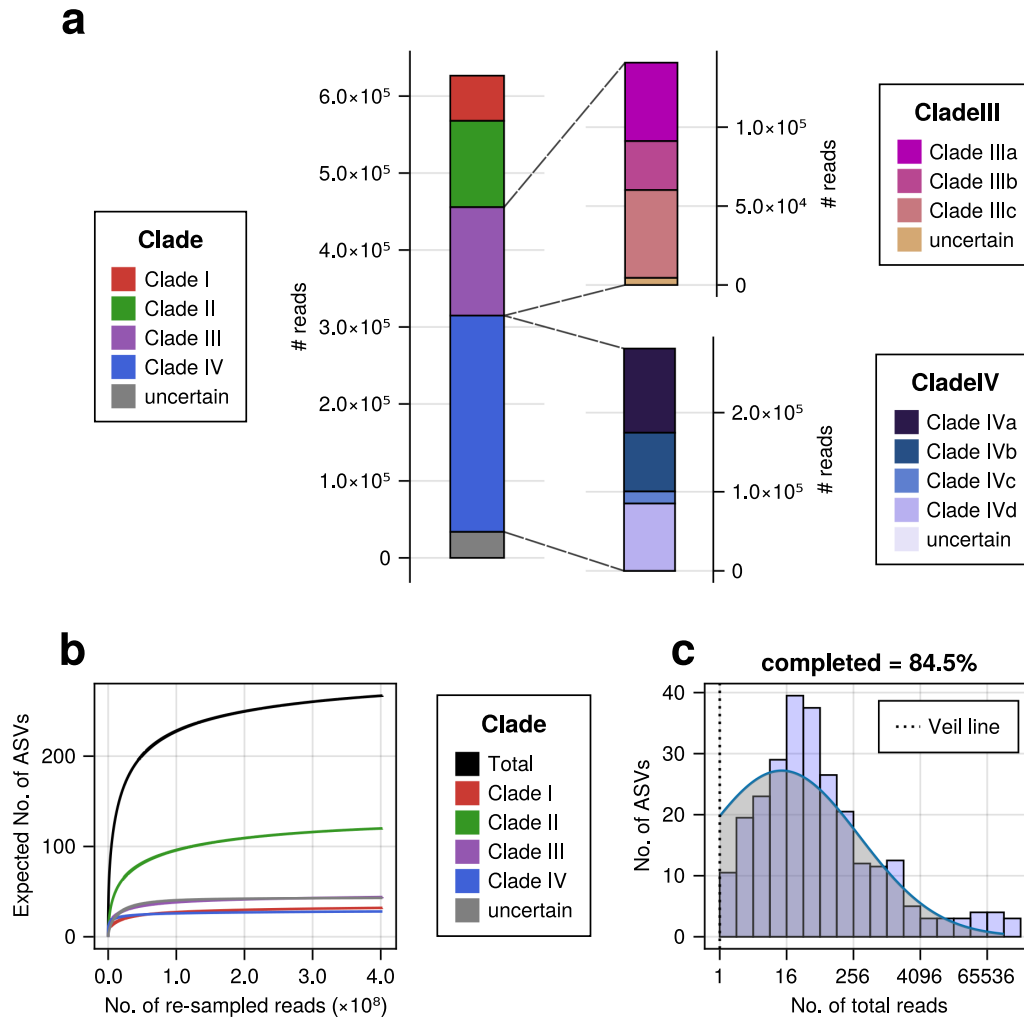 a
6.0×10⁵
5.0×10⁵
4.0×10⁵
3.0×10⁵
2.0×10⁵
1.0×10⁵
0
# reads
Clade
Clade I
Clade II
Clade III
Clade IV
uncertain
1.0×10⁵
5.0×10⁴
0
# reads
CladeIII
Clade IIIa
Clade IIIb
Clade IIIc
uncertain
2.0×10⁵
1.0×10⁵
0
# reads
CladeIV
Clade IVa
Clade IVb
Clade IVc
Clade IVd
uncertain
b
Expected No. of ASVs
200
100
0
0.0 1.0 2.0 3.0 4.0
No. of re-sampled reads (×10⁸)
Clade
Total
Clade I
Clade II
Clade III
Clade IV
uncertain
c
completed = 84.5%
Veil line
No. of ASVs
40
30
20
10
0
1 16 256 4096 65536
No. of total reads